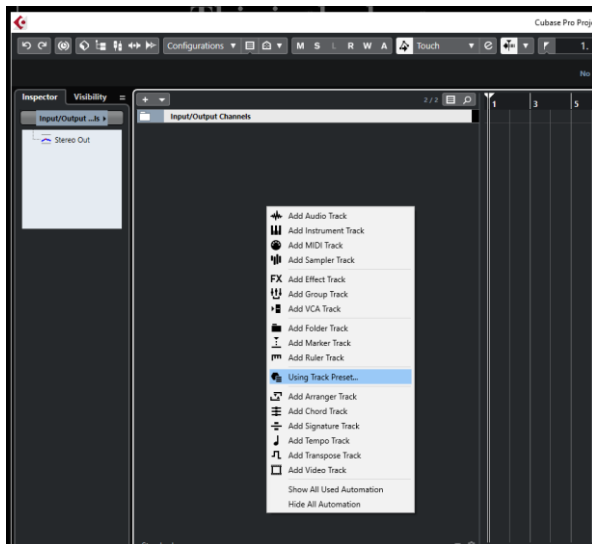 Cubase Pro Proj
Configurations
M S L R W A
Touch
1.
No
Inspector Visibility
2/2
1 3 5
Input/Output ...ls
Input/Output Channels
Stereo Out
Add Audio Track
Add Instrument Track
Add MIDI Track
Add Sampler Track
FX Add Effect Track
Add Group Track
Add VCA Track
Add Folder Track
Add Marker Track
Add Ruler Track
Using Track Preset...
Add Arranger Track
Add Chord Track
Add Signature Track
Add Tempo Track
Add Transpose Track
Add Video Track
Show All Used Automation
Hide All Automation